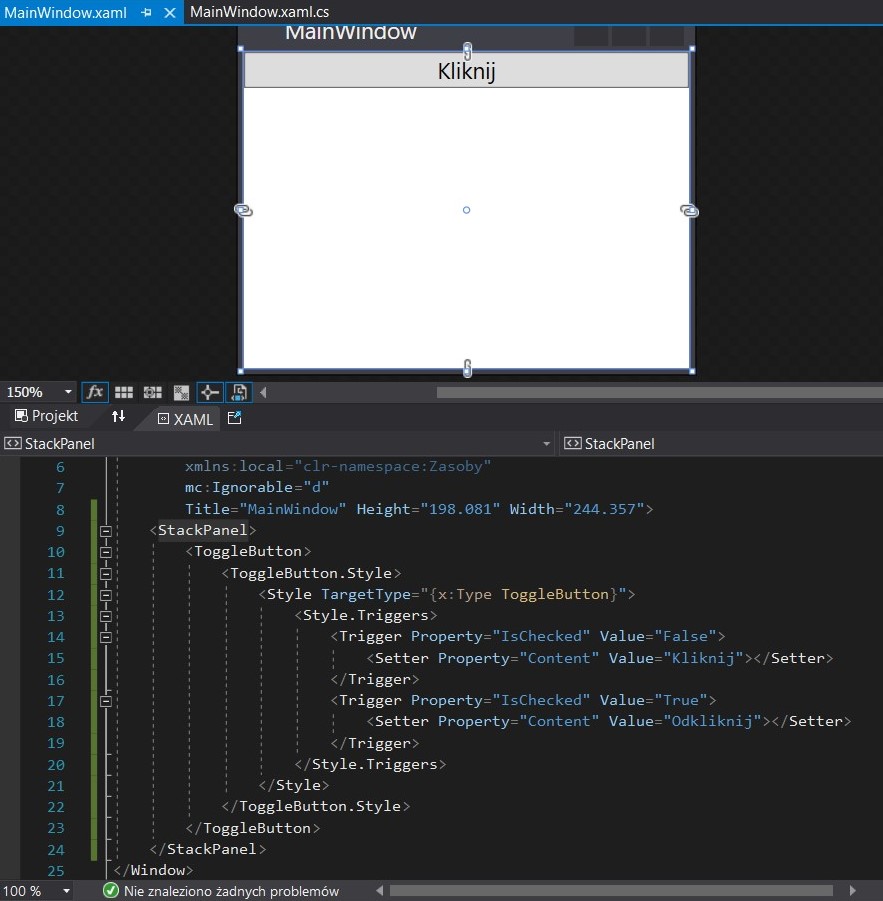 MainWindow.xaml MainWindow.xaml.cs
MainWindow
Kliknij
150% fx
Projekt XAML
StackPanel StackPanel
6 xmlns:local="clr-namespace:Zasoby"
7 mc:Ignorable="d"
8 Title="MainWindow" Height="198.081" Width="244.357">
9 <StackPanel>
10 <ToggleButton>
11 <ToggleButton.Style>
12 <Style TargetType="{x:Type ToggleButton}">
13 <Style.Triggers>
14 <Trigger Property="IsChecked" Value="False">
15 <Setter Property="Content" Value="Kliknij"></Setter>
16 </Trigger>
17 <Trigger Property="IsChecked" Value="True">
18 <Setter Property="Content" Value="Odkliknij"></Setter>
19 </Trigger>
20 </Style.Triggers>
21 </Style>
22 </ToggleButton.Style>
23 </ToggleButton>
24 </StackPanel>
25 </Window>
100 % Nie znaleziono żadnych problemów